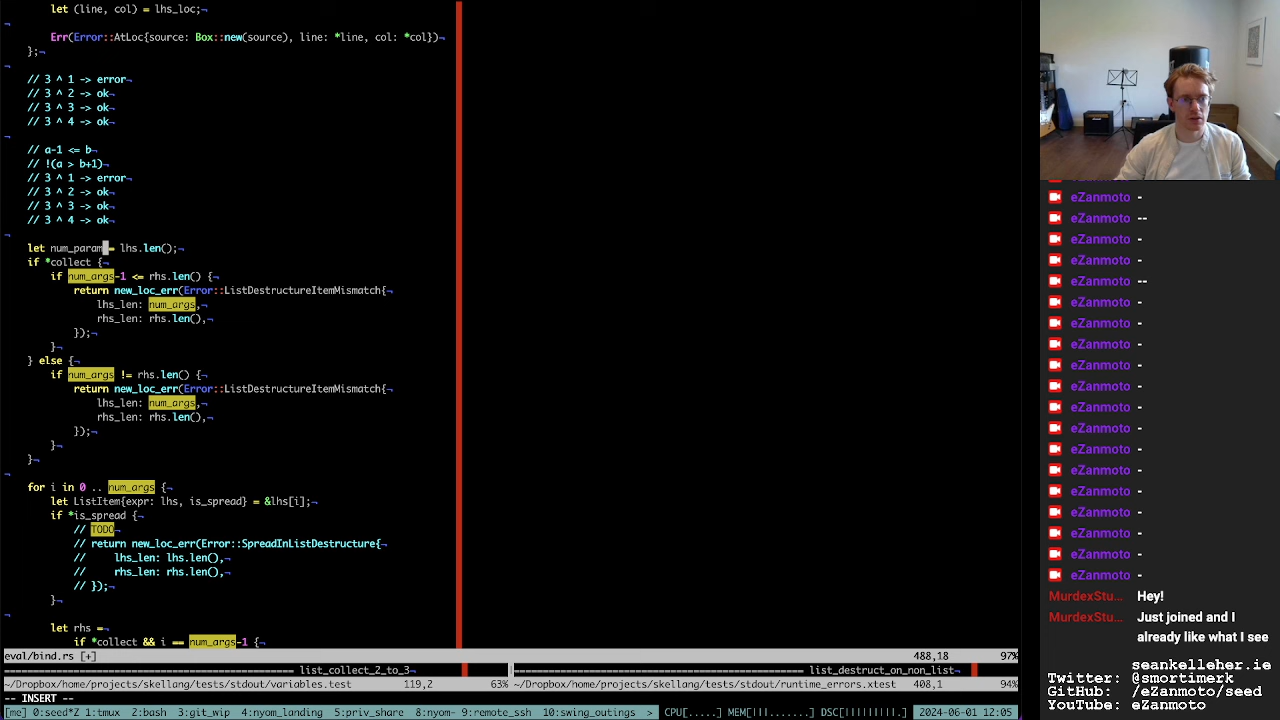 let (line, col) = lhs_loc;¬
¬
Err(Error::AtLoc{source: Box::new(source), line: *line, col: *col})¬
};¬
¬
// 3 ^ 1 -> error¬
// 3 ^ 2 -> ok¬
// 3 ^ 3 -> ok¬
// 3 ^ 4 -> ok¬
¬
// a-1 <= b¬
// !(a > b+1)¬
// 3 ^ 1 -> error¬
// 3 ^ 2 -> ok¬
// 3 ^ 3 -> ok¬
// 3 ^ 4 -> ok¬
¬
let num_param = lhs.len();¬
if *collect {¬
if num_args-1 <= rhs.len() {¬
return new_loc_err(Error::ListDestructureItemMismatch{¬
lhs_len: num_args,¬
rhs_len: rhs.len(),¬
});¬
}¬
} else {¬
if num_args != rhs.len() {¬
return new_loc_err(Error::ListDestructureItemMismatch{¬
lhs_len: num_args,¬
rhs_len: rhs.len(),¬
});¬
}¬
}¬
¬
for i in 0 .. num_args {¬
let ListItem{expr: lhs, is_spread} = &lhs[i];¬
if *is_spread {¬
// TODO¬
// return new_loc_err(Error::SpreadInListDestructure{¬
//     lhs_len: lhs.len(),¬
//     rhs_len: rhs.len(),¬
// });¬
}¬
¬
let rhs =¬
if *collect && i == num_args-1 {¬
eval/bind.rs [+] 488,18 97%
list_collect_2_to_3¬ list_destruct_on_non_list¬
~/Dropbox/home/projects/skellang/tests/stdout/variables.test 119,2 63% ~/Dropbox/home/projects/skellang/tests/stdout/runtime_errors.xtest 408,1 94%
-- INSERT --
[me] 0:seed*Z 1:tmux 2:bash 3:git_wip 4:nyom_landing 5:priv_share 8:nyom- 9:remote_ssh 10:swing_outings > CPU[.....] MEM[|||.......] DSC[||||||||.] 2024-06-01 12:05
eZanmoto -
eZanmoto --
eZanmoto -
eZanmoto -
eZanmoto --
eZanmoto -
eZanmoto -
eZanmoto -
eZanmoto -
eZanmoto -
eZanmoto -
eZanmoto -
eZanmoto -
eZanmoto -
eZanmoto -
eZanmoto -
eZanmoto -
eZanmoto -
eZanmoto -
MurdexStu... Hey!
MurdexStu... Just joined and I
already like what I see
seankelleher.ie
Twitter: @sortimerk
GitHub: /eZanmoto/seed
YouTube: eZanmoto